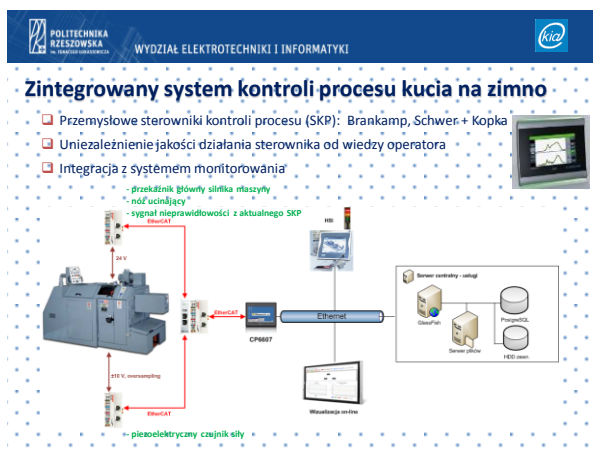 POLITECHNIKA
RZESZOWSKA
im. IGNACEGO ŁUKASIEWICZA
WYDZIAŁ ELEKTROTECHNIKI I INFORMATYKI
kia
Zintegrowany system kontroli procesu kucia na zimno
Przemysłowe sterowniki kontroli procesu (SKP): Brankamp, Schwer + Kopka
Uniezależnienie jakości działania sterownika od wiedzy operatora
Integracja z systemem monitorowania
- przekaźnik główny silnika maszyny
- nóż ucinający
- sygnał nieprawidłowości z aktualnego SKP
EtherCAT
HSI
24 V
Serwer centralny - usługi
EtherCAT
Ethernet
GlassFish
PostgreSQL
CP6607
Serwer plików
HDD zewn
±10 V, oversampling
EtherCAT
Wizualizacja on-line
- piezoelektryczny czujnik siły